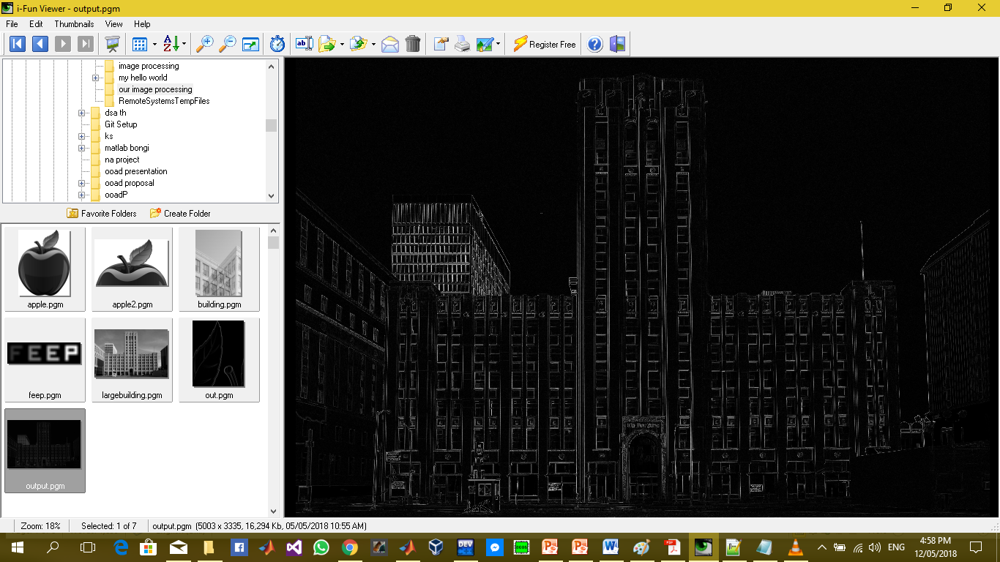 i-Fun Viewer - output.pgm
File Edit Thumbnails View Help
A
Z
ab
Register Free
image processing
my hello world
our image processing
RemoteSystemsTempFiles
dsa th
Git Setup
ks
matlab bongi
na project
ooad presentation
ooad proposal
ooadP
Favorite Folders Create Folder
apple.pgm apple2.pgm building.pgm
FEEP
feep.pgm largebuilding.pgm out.pgm
output.pgm
Zoom: 18% Selected: 1 of 7 output.pgm (5003 x 3335, 16,294 Kb, 05/05/2018 10:55 AM)
DEV
ENG
4:58 PM
12/05/2018